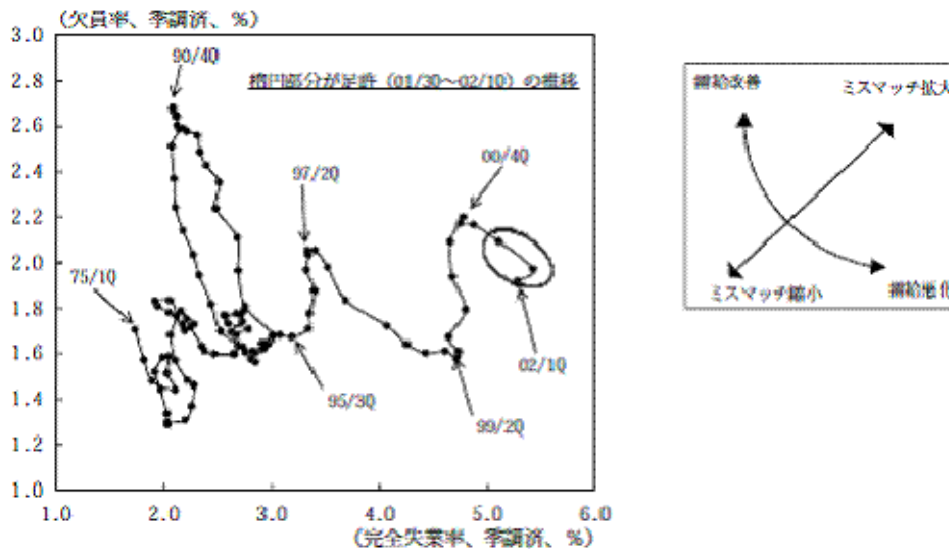 (欠員率、季調済、%)
3.0
2.8
2.6
2.4
2.2
2.0
1.8
1.6
1.4
1.2
1.0
1.0 2.0 3.0 4.0 5.0 6.0
(完全失業率、季調済、%)
楕円部分が足許(01/3Q~02/1Q)の推移
90/4Q
97/2Q
00/4Q
75/1Q
95/3Q
99/2Q
02/1Q
需給改善
ミスマッチ拡大
ミスマッチ縮小
需給悪化